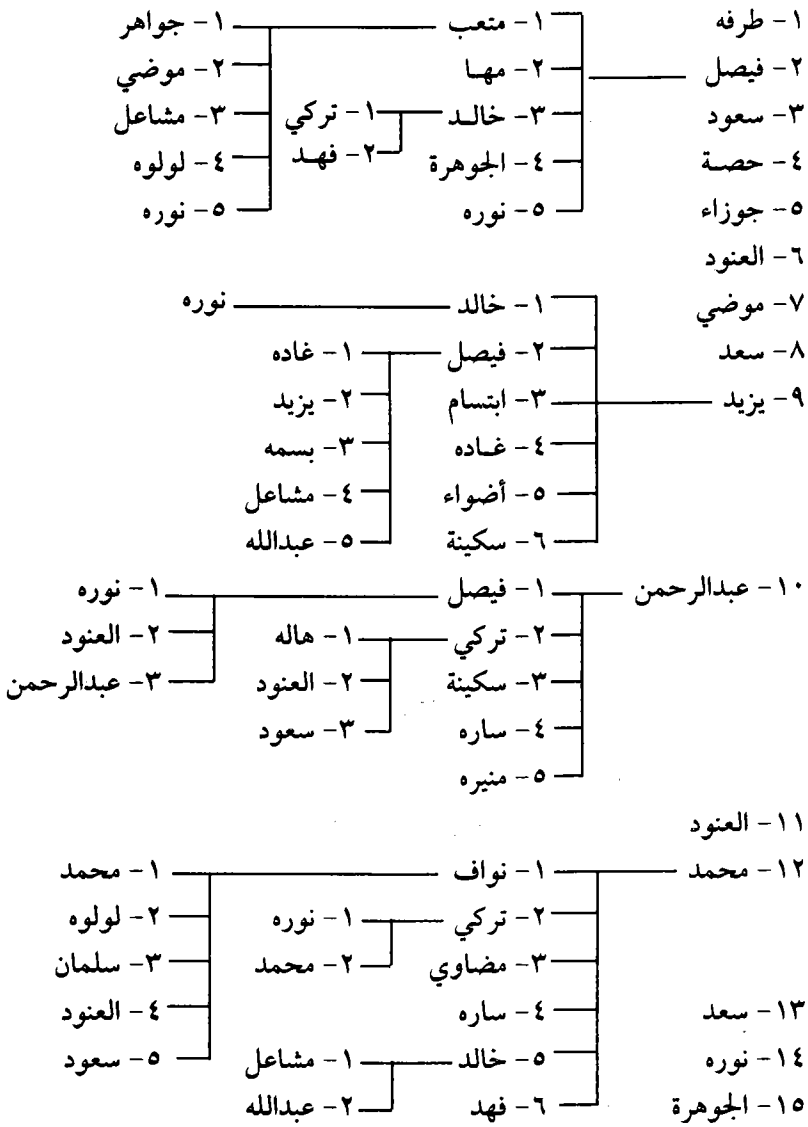 ١- طرفه ١- متعب ١- جواهر
٢- فيصل ٢- مهـا ٢- موضي
٣- سعود ٣- خالـد ١- تركي ٣- مشاعل
٤- حصـة ٤- الجوهرة ٢- فهـد ٤- لولوه
٥- جوزاء ٥- نوره ٥- نوره
٦- العنود
٧- موضي ١- خالد نوره
٨- سعد ٢- فيصل ١- غاده
٩- يزيد ٣- ابتسام ٢- يزيد
٤- غـاده ٣- بسمه
٥- أضواء ٤- مشاعل
٦- سكينة ٥- عبدالله
١٠- عبدالرحمن ١- فيصل ١- نوره
٢- تركي ١- هاله ٢- العنود
٣- سكينة ٢- العنود ٣- عبدالرحمن
٤- ساره ٣- سعود
٥- منيره
١١- العنود
١٢- محمد ١- نواف ١- محمد
٢- تركي ١- نوره ٢- لولوه
٣- مضاوي ٢- محمد ٣- سلمان
١٣- سعد ٤- ساره ٤- العنود
١٤- نوره ٥- خالد ١- مشاعل ٥- سعود
١٥- الجوهرة ٦- فهد ٢- عبدالله